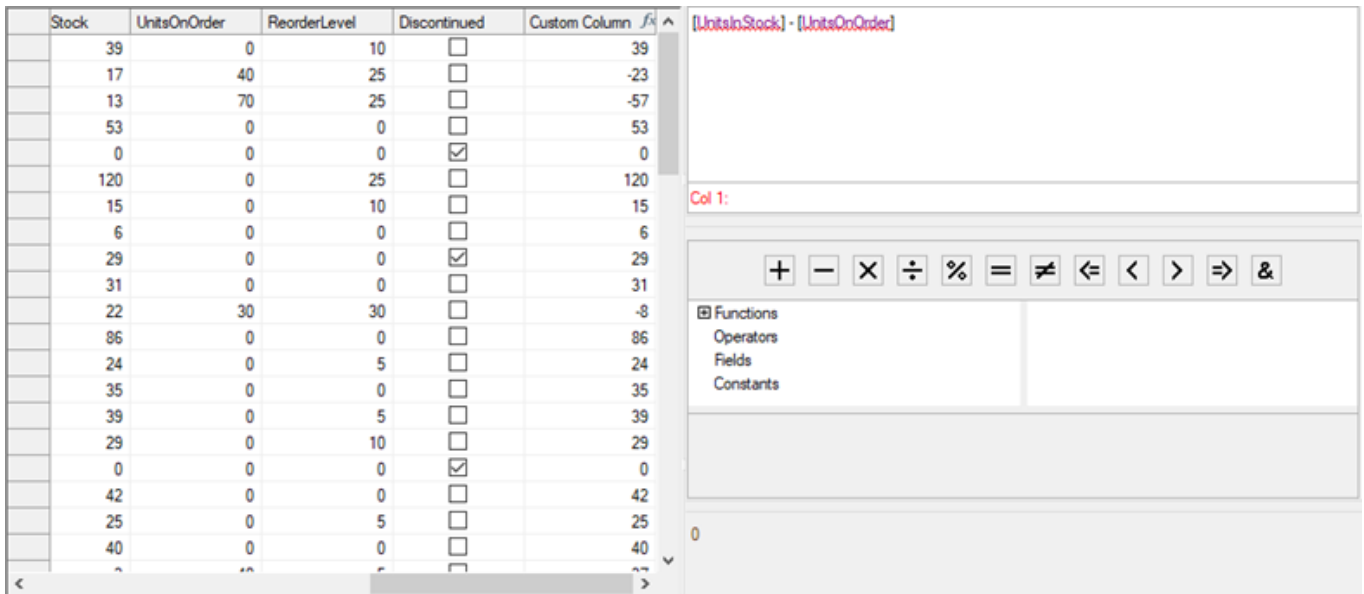 Stock UnitsOnOrder ReorderLevel Discontinued Custom Column fx
39 0 10 39
17 40 25 -23
13 70 25 -57
53 0 0 53
0 0 0 0
120 0 25 120
15 0 10 15
6 0 0 6
29 0 0 29
31 0 0 31
22 30 30 -8
86 0 0 86
24 0 5 24
35 0 0 35
39 0 5 39
29 0 10 29
0 0 0 0
42 0 0 42
25 0 5 25
40 0 0 40
[UnitsInStock] - [UnitsOnOrder]
Col 1:
+ − × ÷ % = ≠ <= < > => &
Functions
Operators
Fields
Constants
0